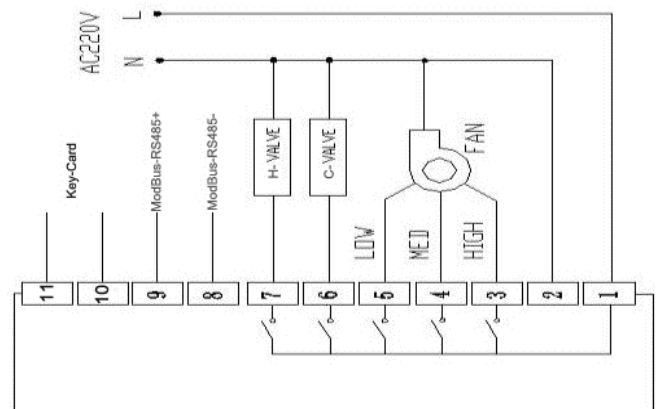 AC220V
L
N
Key-Card
ModBus-RS485+
ModBus-RS485-
H-VALVE
C-VALVE
FAN
LOW
MED
HIGH
11
10
9
8
7
6
5
4
3
2
1